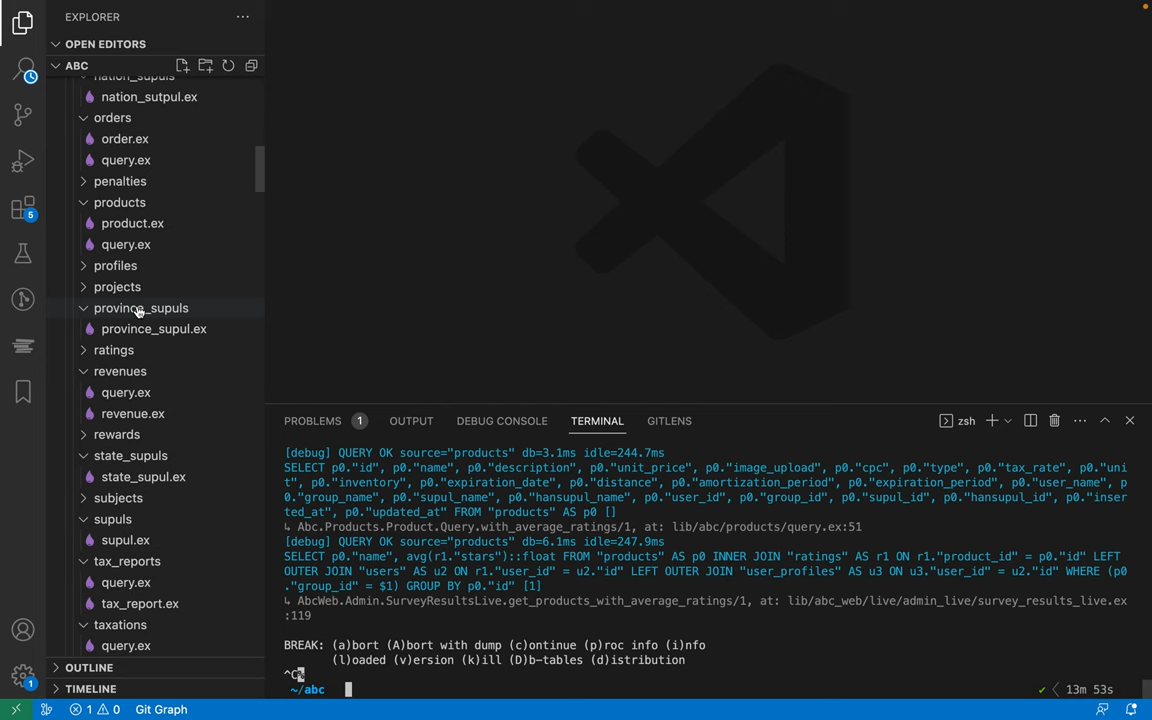 EXPLORER
OPEN EDITORS
ABC
nation_supuls
nation_sutpul.ex
orders
order.ex
query.ex
penalties
products
product.ex
query.ex
profiles
projects
province_supuls
province_supul.ex
ratings
revenues
query.ex
revenue.ex
rewards
state_supuls
state_supul.ex
subjects
supuls
supul.ex
tax_reports
query.ex
tax_report.ex
taxations
query.ex
OUTLINE
TIMELINE
5
1
PROBLEMS 1 OUTPUT DEBUG CONSOLE TERMINAL GITLENS
zsh
[debug] QUERY OK source="products" db=3.1ms idle=244.7ms
SELECT p0."id", p0."name", p0."description", p0."unit_price", p0."image_upload", p0."cpc", p0."type", p0."tax_rate", p0."uni
t", p0."inventory", p0."expiration_date", p0."distance", p0."amortization_period", p0."expiration_period", p0."user_name", p
0."group_name", p0."supul_name", p0."hansupul_name", p0."user_id", p0."group_id", p0."supul_id", p0."hansupul_id", p0."inser
ted_at", p0."updated_at" FROM "products" AS p0 []
↳ Abc.Products.Product.Query.with_average_ratings/1, at: lib/abc/products/query.ex:51
[debug] QUERY OK source="products" db=6.1ms idle=247.9ms
SELECT p0."name", avg(r1."stars")::float FROM "products" AS p0 INNER JOIN "ratings" AS r1 ON r1."product_id" = p0."id" LEFT
OUTER JOIN "users" AS u2 ON r1."user_id" = u2."id" LEFT OUTER JOIN "user_profiles" AS u3 ON u3."user_id" = u2."id" WHERE (p0
."group_id" = $1) GROUP BY p0."id" [1]
↳ AbcWeb.Admin.SurveyResultsLive.get_products_with_average_ratings/1, at: lib/abc_web/live/admin_live/survey_results_live.ex
:119
BREAK: (a)bort (A)bort with dump (c)ontinue (p)roc info (i)nfo
(l)oaded (v)ersion (k)ill (D)b-tables (d)istribution
^C%
~/abc
✔ 13m 53s
1 0 Git Graph